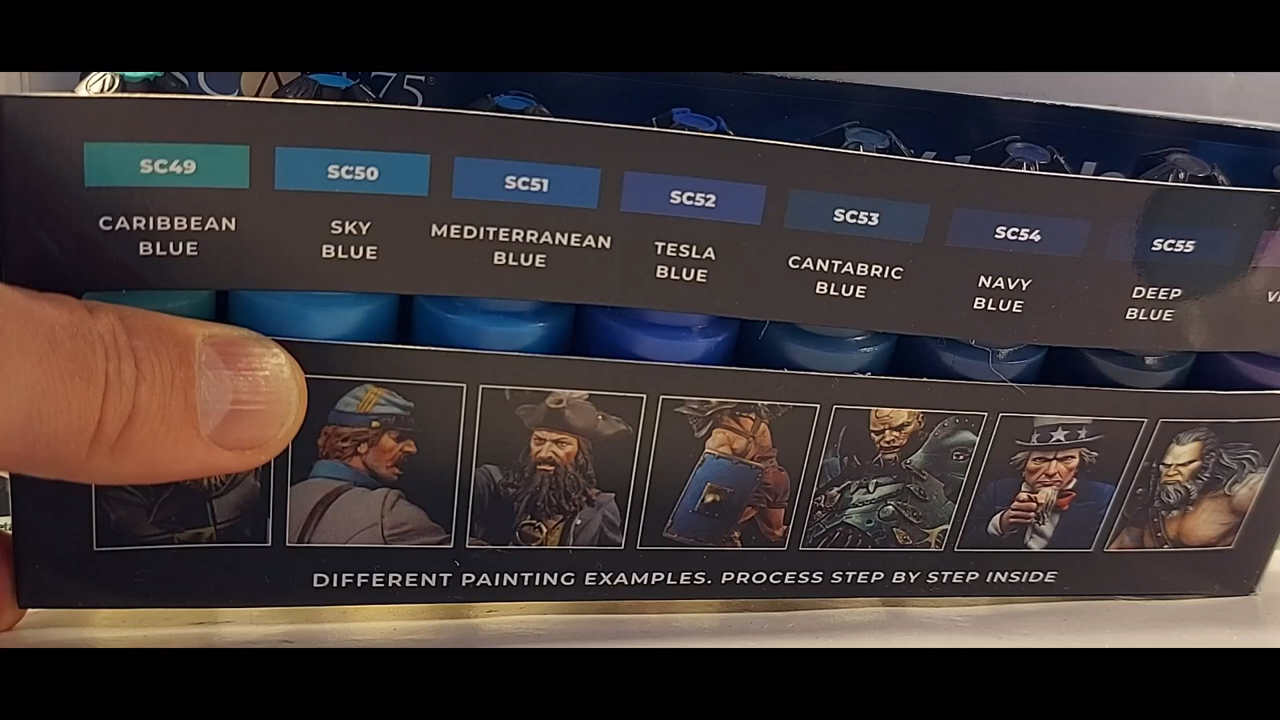 75
SC49
SC50
SC51
SC52
SC53
SC54
SC55
CARIBBEAN
BLUE
SKY
BLUE
MEDITERRANEAN
BLUE
TESLA
BLUE
CANTABRIC
BLUE
NAVY
BLUE
DEEP
BLUE
DIFFERENT PAINTING EXAMPLES. PROCESS STEP BY STEP INSIDE